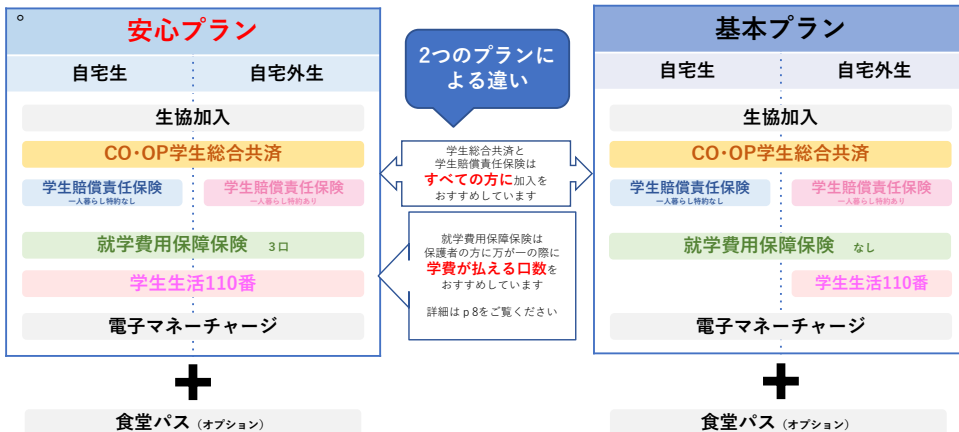 安心プラン
自宅生
自宅外生
生協加入
CO・OP学生総合共済
学生賠償責任保険
一人暮らし特約なし
学生賠償責任保険
一人暮らし特約あり
就学費用保障保険 3口
学生生活110番
電子マネーチャージ
+
食堂パス（オプション）
2つのプランに
よる違い
学生総合共済と
学生賠償責任保険は
すべての方に加入を
おすすめしています
就学費用保障保険は
保護者の方に万が一の際に
学費が払える口数を
おすすめしています
詳細はp8をご覧ください
基本プラン
自宅生
自宅外生
生協加入
CO・OP学生総合共済
学生賠償責任保険
一人暮らし特約なし
学生賠償責任保険
一人暮らし特約あり
就学費用保障保険 なし
学生生活110番
電子マネーチャージ
+
食堂パス（オプション）